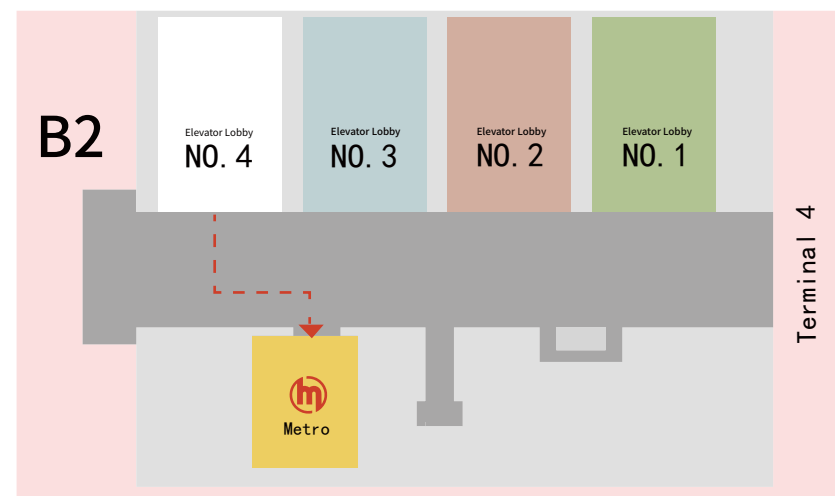 B2
Elevator Lobby
NO. 4
Elevator Lobby
NO. 3
Elevator Lobby
NO. 2
Elevator Lobby
NO. 1
Terminal 4
Metro